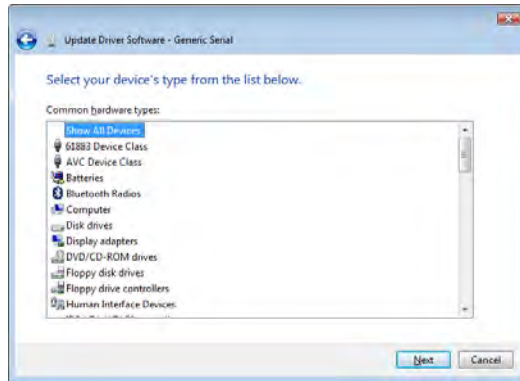 Update Driver Software - Generic Serial
Select your device's type from the list below.
Common hardware types:
Show All Devices
61883 Device Class
AVC Device Class
Batteries
Bluetooth Radios
Computer
Disk drives
Display adapters
DVD/CD-ROM drives
Floppy disk drives
Floppy drive controllers
Human Interface Devices
Next
Cancel